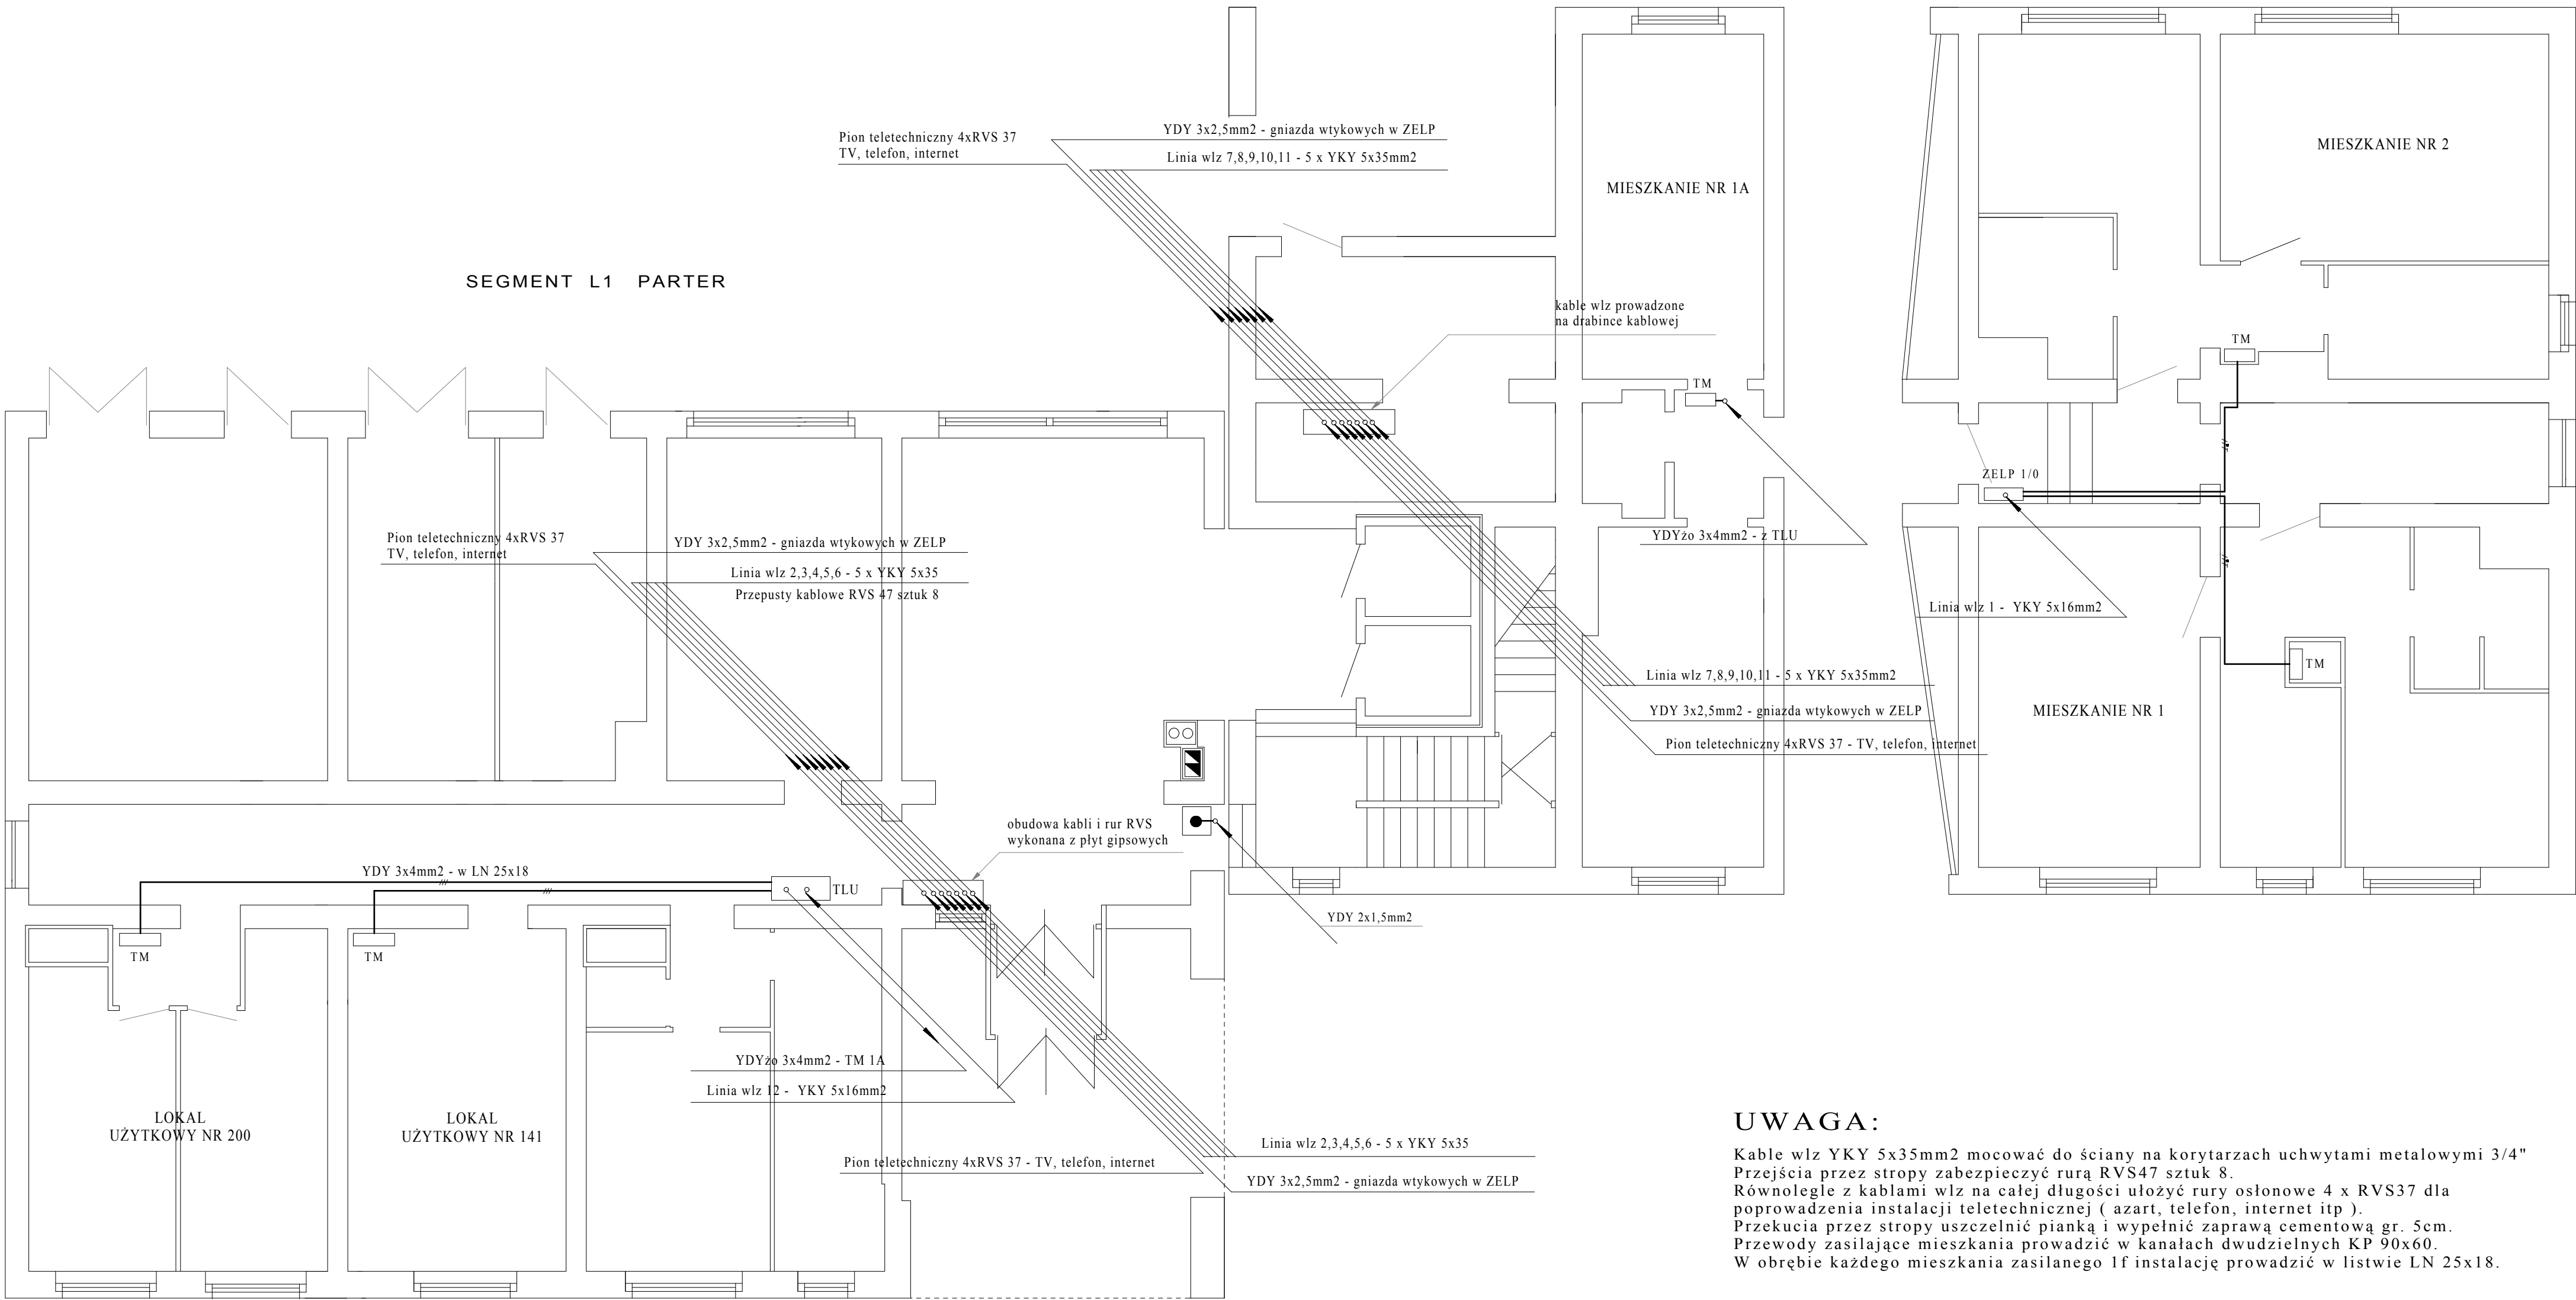 Pion teletechniczny 4xRVS 37
TV, telefon, internet
YDY 3x2,5mm2 - gniazda wtykowych w ZELP
Linia wlz 7,8,9,10,11 - 5 x YKY 5x35mm2
MIESZKANIE NR 1A
MIESZKANIE NR 2
SEGMENT L1 PARTER
kable wlz prowadzone
na drabince kablowej
TM
TM
ZELP 1/0
YDYżo 3x4mm2 - z TLU
Linia wlz 1 - YKY 5x16mm2
TM
MIESZKANIE NR 1
Pion teletechniczny 4xRVS 37
TV, telefon, internet
YDY 3x2,5mm2 - gniazda wtykowych w ZELP
Linia wlz 2,3,4,5,6 - 5 x YKY 5x35
Przepusty kablowe RVS 47 sztuk 8
Linia wlz 7,8,9,10,11 - 5 x YKY 5x35mm2
YDY 3x2,5mm2 - gniazda wtykowych w ZELP
Pion teletechniczny 4xRVS 37 - TV, telefon, internet
obudowa kabli i rur RVS
wykonana z płyt gipsowych
YDY 3x4mm2 - w LN 25x18
TLU
YDY 2x1,5mm2
TM
TM
YDYżo 3x4mm2 - TM 1A
Linia wlz 12 - YKY 5x16mm2
LOKAL
UŻYTKOWY NR 200
LOKAL
UŻYTKOWY NR 141
Linia wlz 2,3,4,5,6 - 5 x YKY 5x35
Pion teletechniczny 4xRVS 37 - TV, telefon, internet
YDY 3x2,5mm2 - gniazda wtykowych w ZELP
UWAGA:
Kable wlz YKY 5x35mm2 mocować do ściany na korytarzach uchwytami metalowymi 3/4"
Przejścia przez stropy zabezpieczyć rurą RVS47 sztuk 8.
Równolegle z kablami wlz na całej długości ułożyć rury osłonowe 4 x RVS37 dla
poprowadzenia instalacji teletechnicznej ( azart, telefon, internet itp ).
Przekucia przez stropy uszczelnić pianką i wypełnić zaprawą cementową gr. 5cm.
Przewody zasilające mieszkania prowadzić w kanałach dwudzielnych KP 90x60.
W obrębie każdego mieszkania zasilanego 1f instalację prowadzić w listwie LN 25x18.